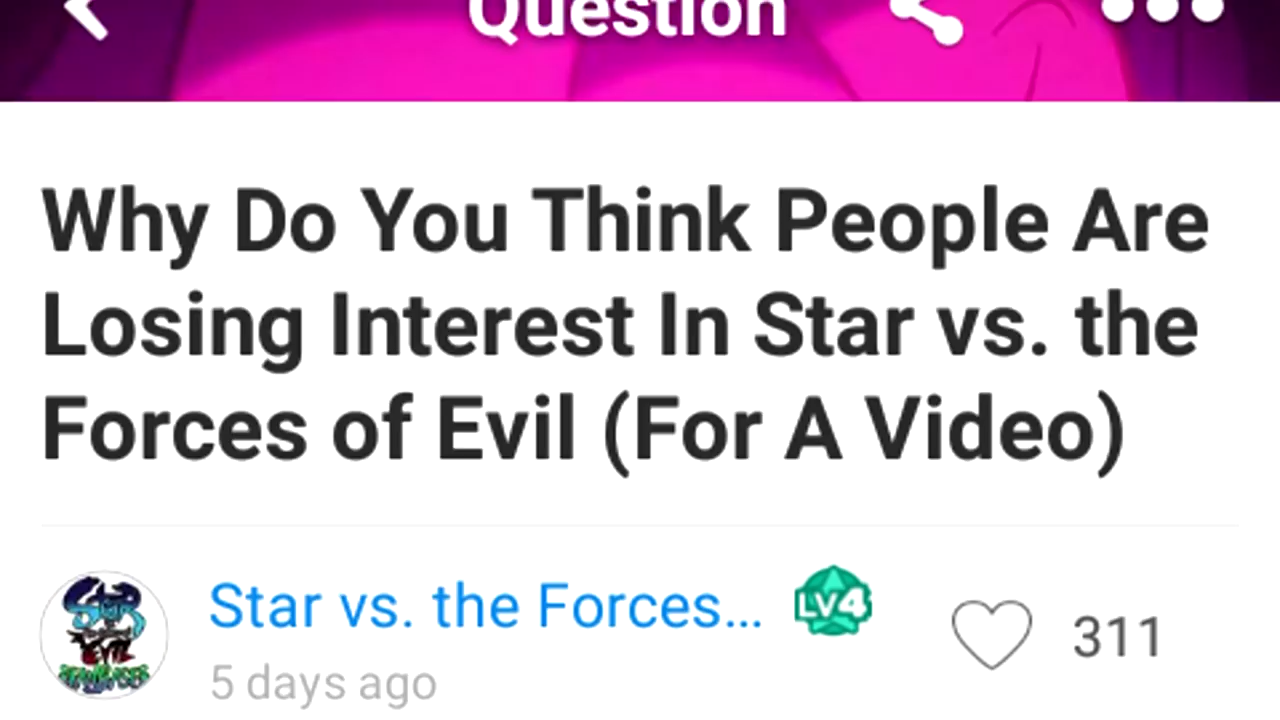 Question
Why Do You Think People Are
Losing Interest In Star vs. the
Forces of Evil (For A Video)
Star vs. the Forces...
LV4
311
5 days ago